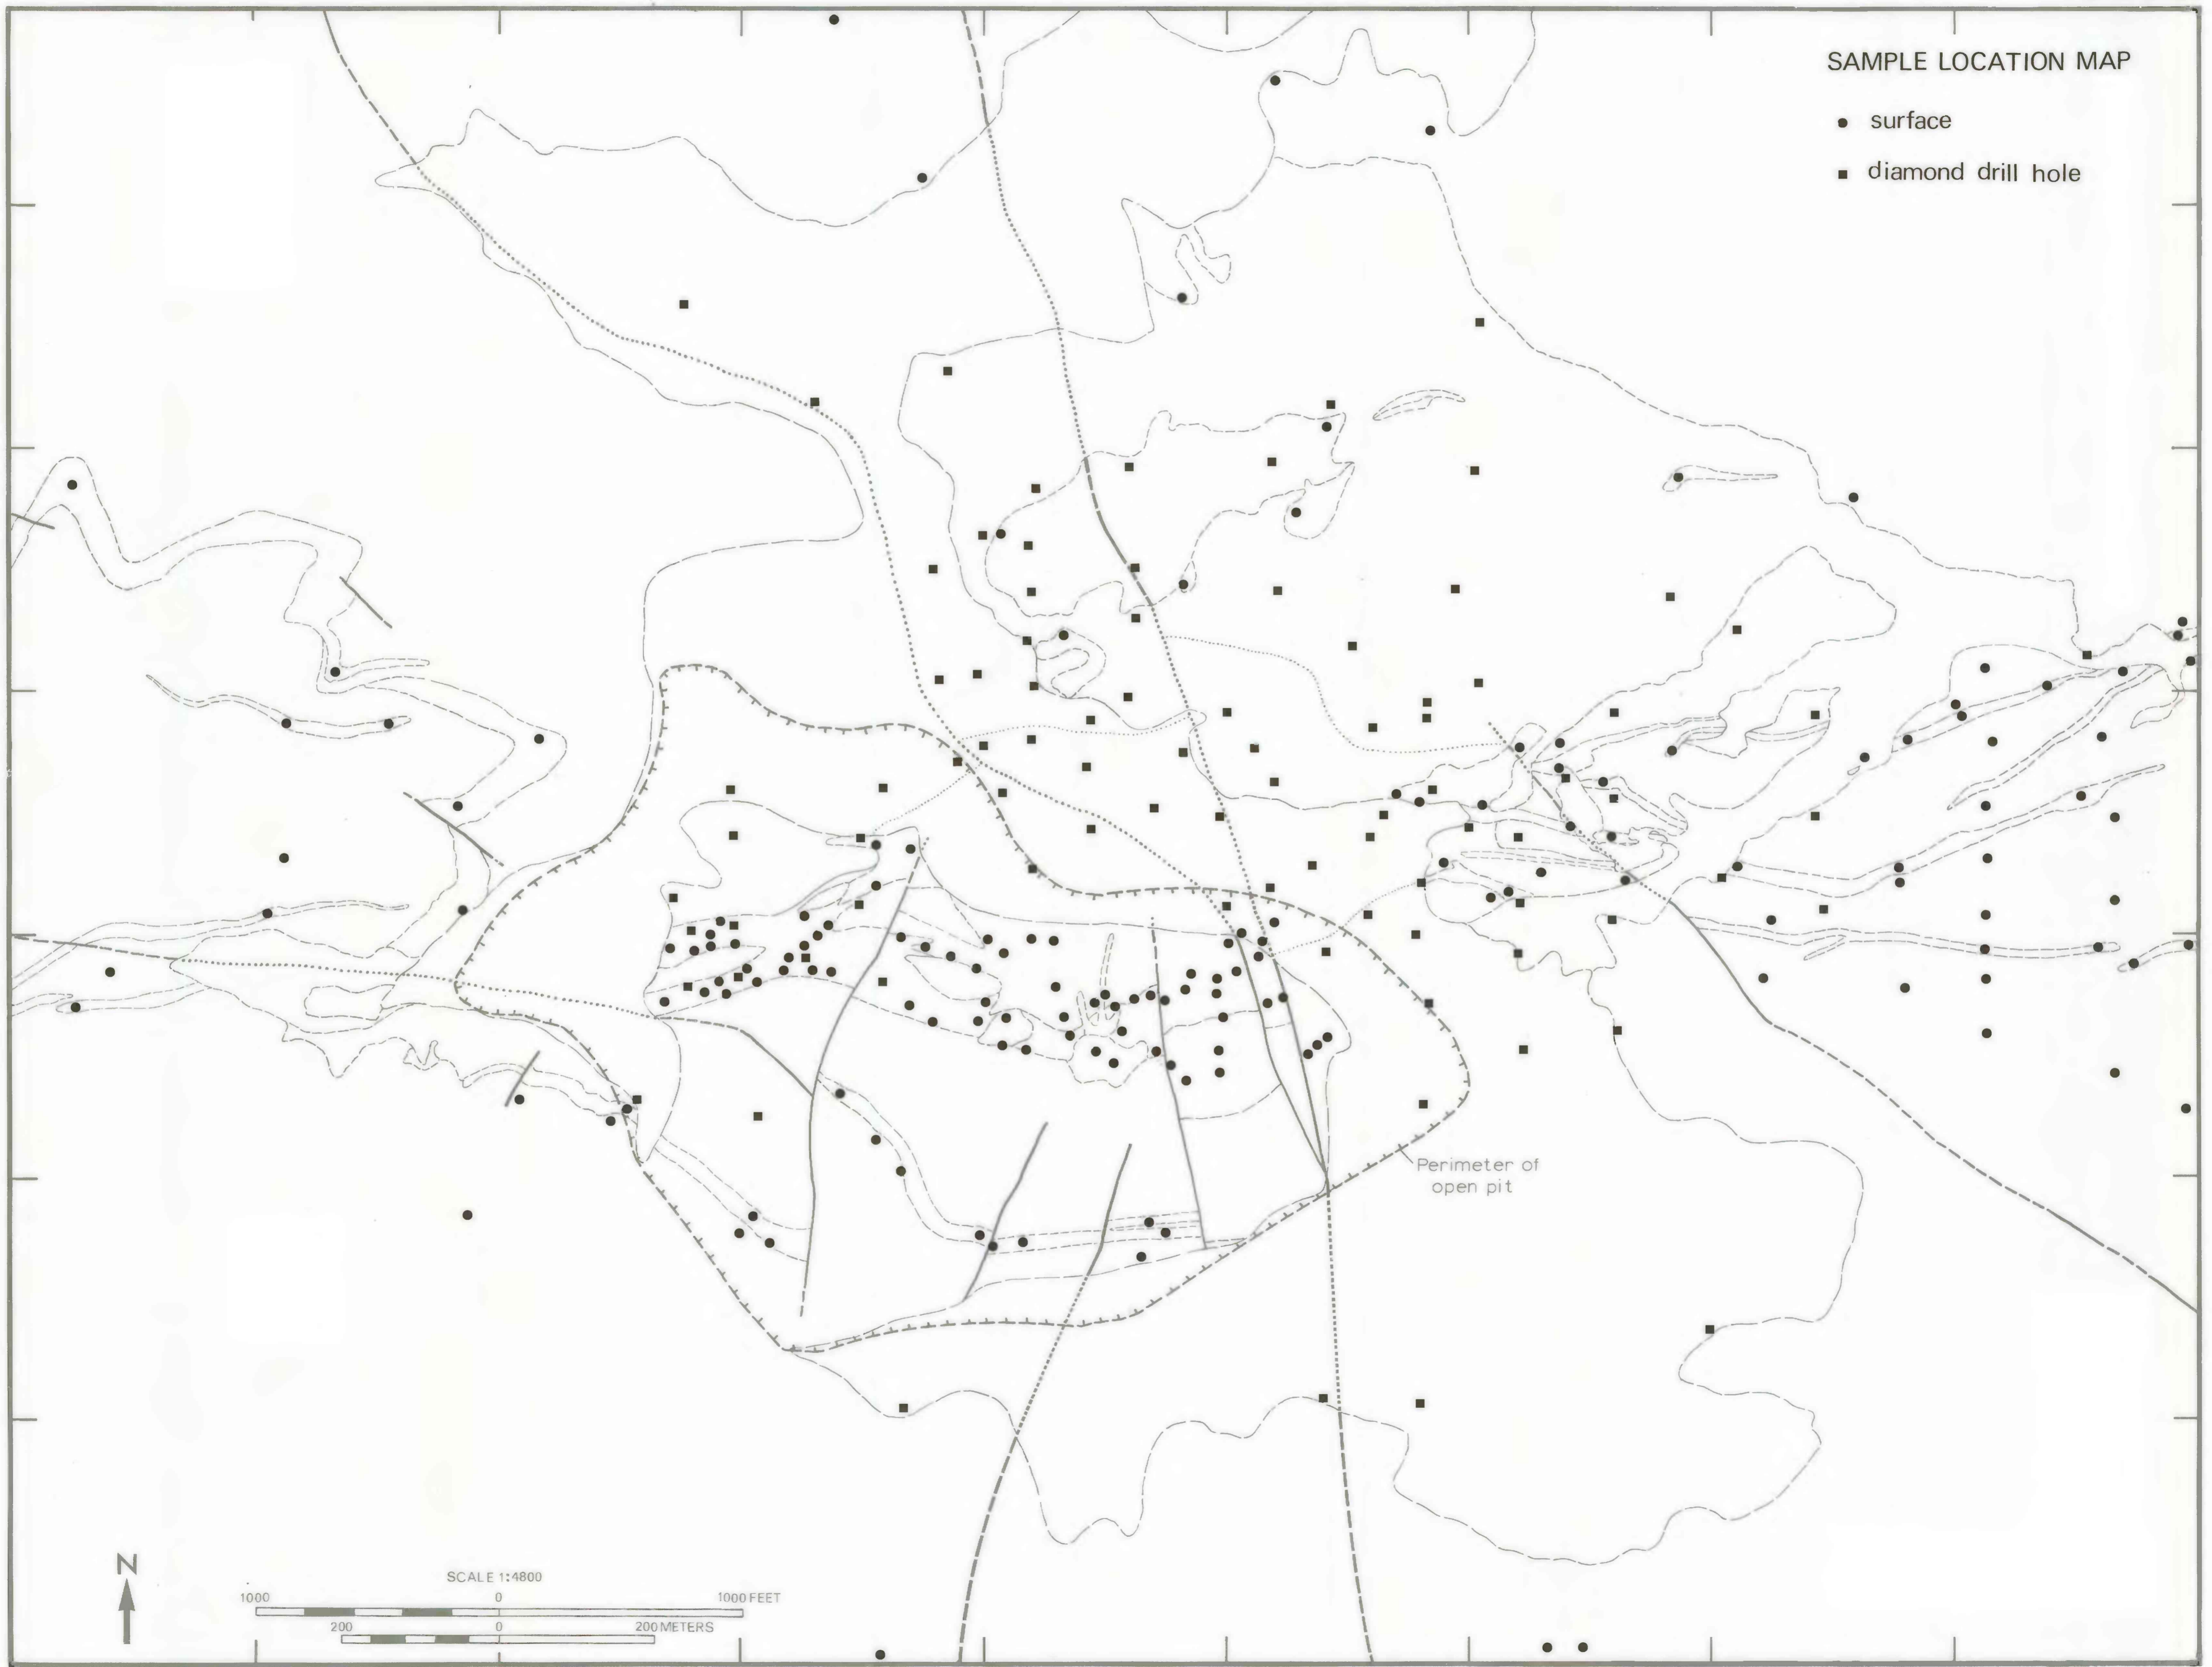 SAMPLE LOCATION MAP
surface
diamond drill hole
Perimeter of
open pit
N
SCALE 1:4800
1000 0 1000 FEET
200 0 200 METERS